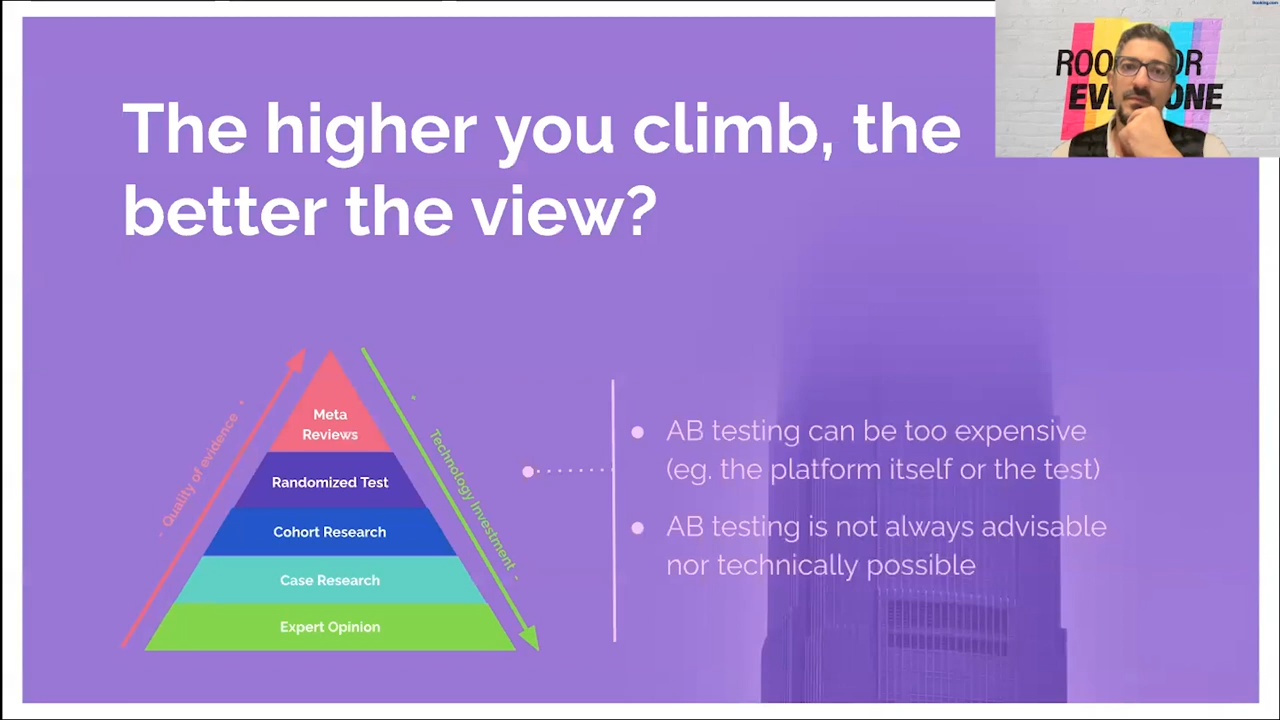 Booking.com
The higher you climb, the
better the view?
Meta
Reviews
Randomized Test
Cohort Research
Case Research
Expert Opinion
- Quality of evidence -
- Technology Investment -
● AB testing can be too expensive
(eg. the platform itself or the test)
● AB testing is not always advisable
nor technically possible